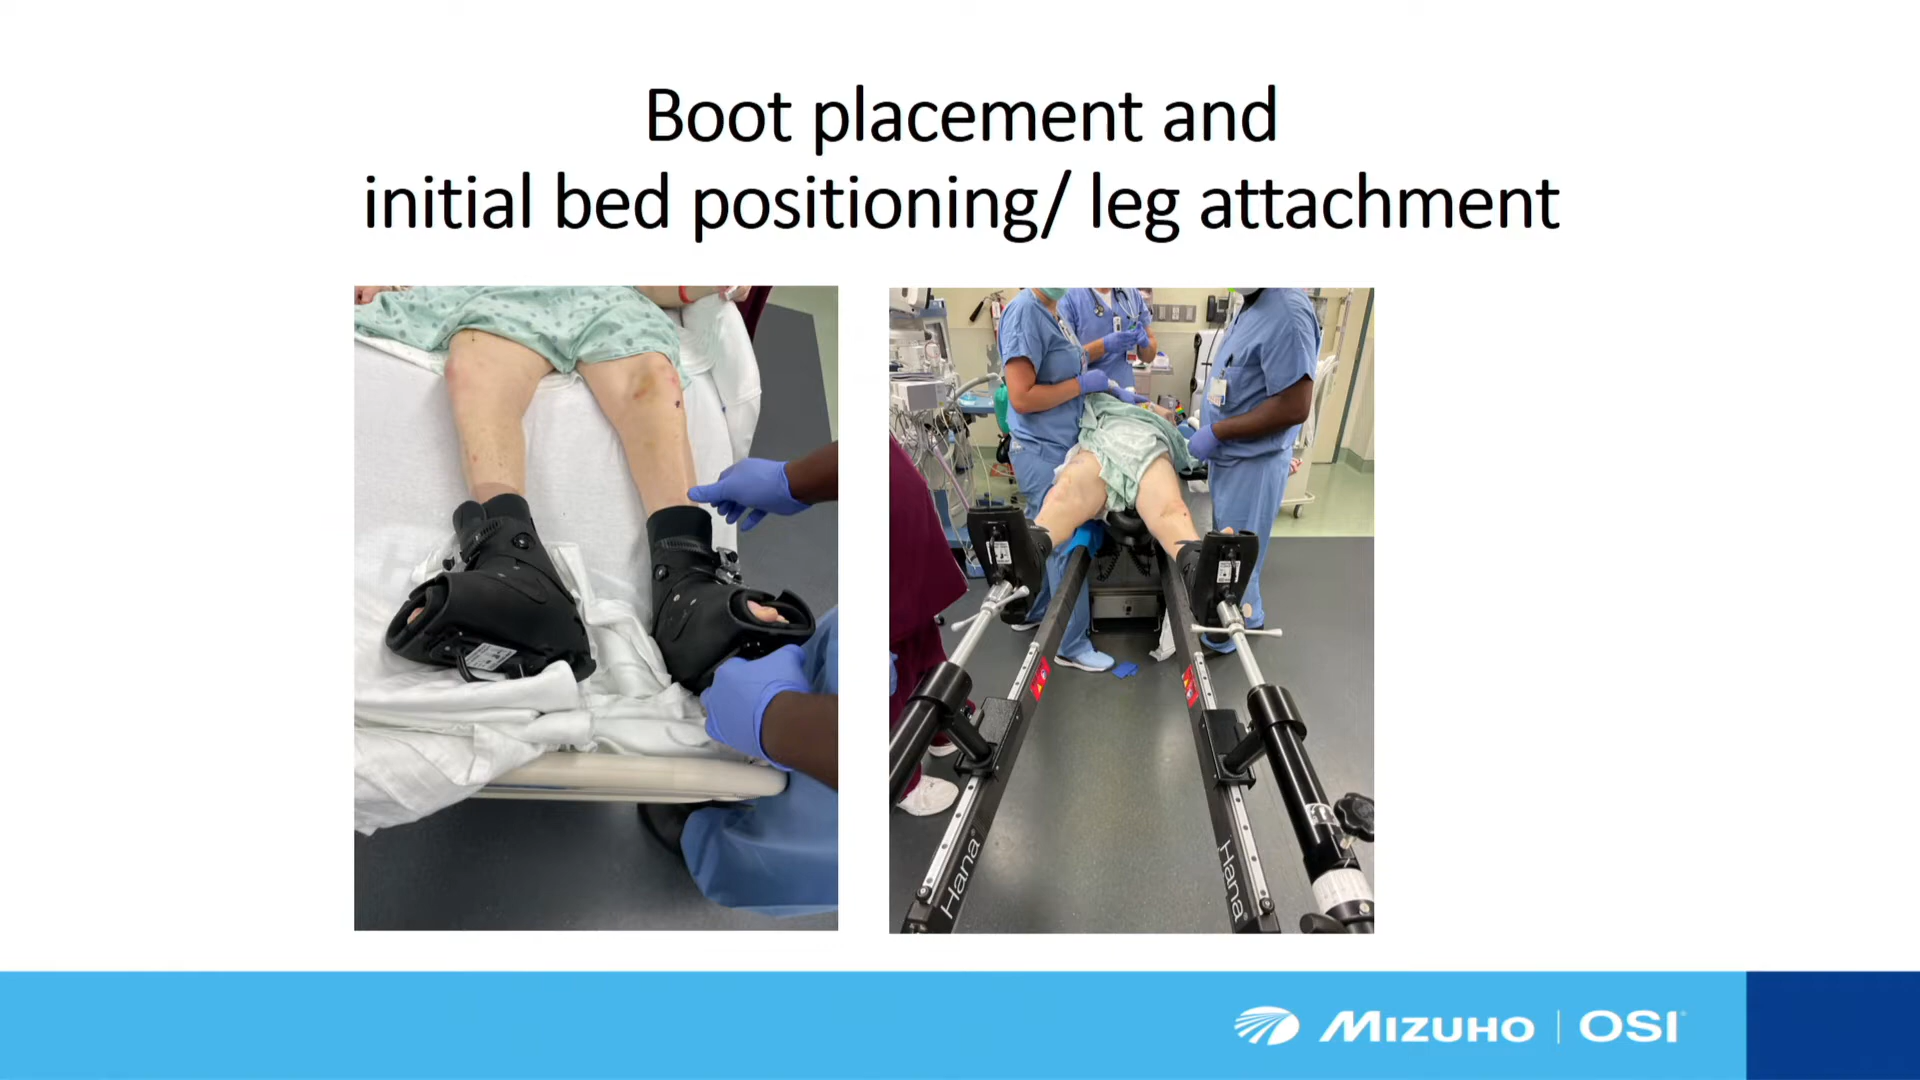 Boot placement and
initial bed positioning/ leg attachment
Hana®
Hana®
MIZUHO | OSI®